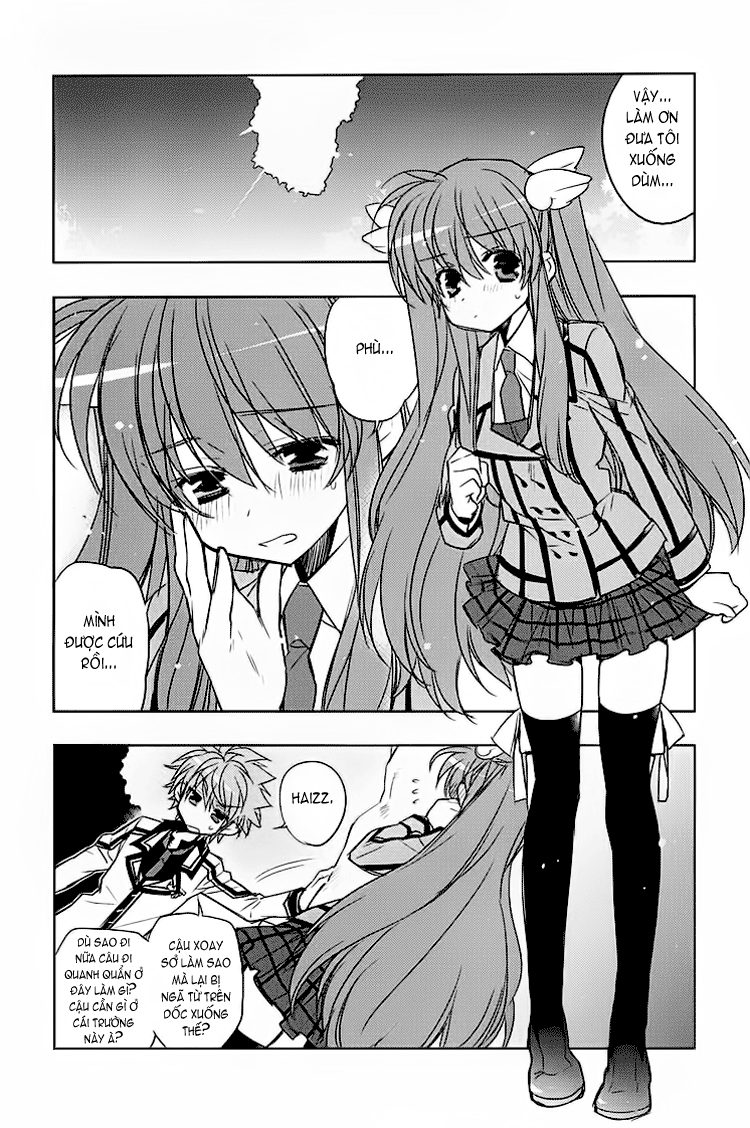 VẬY...
LÀM ƠN
ĐƯA TÔI
XUỐNG
DÙM...
PHÙ...
MÌNH
ĐƯỢC CỨU
RỒI...
HAIZZ.
CẬU XOAY
SỞ LÀM SAO
MÀ LẠI BỊ
NGÃ TỪ TRÊN
DỐC XUỐNG
THẾ?
DÙ SAO ĐI
NỮA CÂU ĐI
QUANH QUẨN Ở
ĐÂY LÀM GÌ?
CẬU CẦN GÌ Ở
CÁI TRƯỜNG
NÀY À?